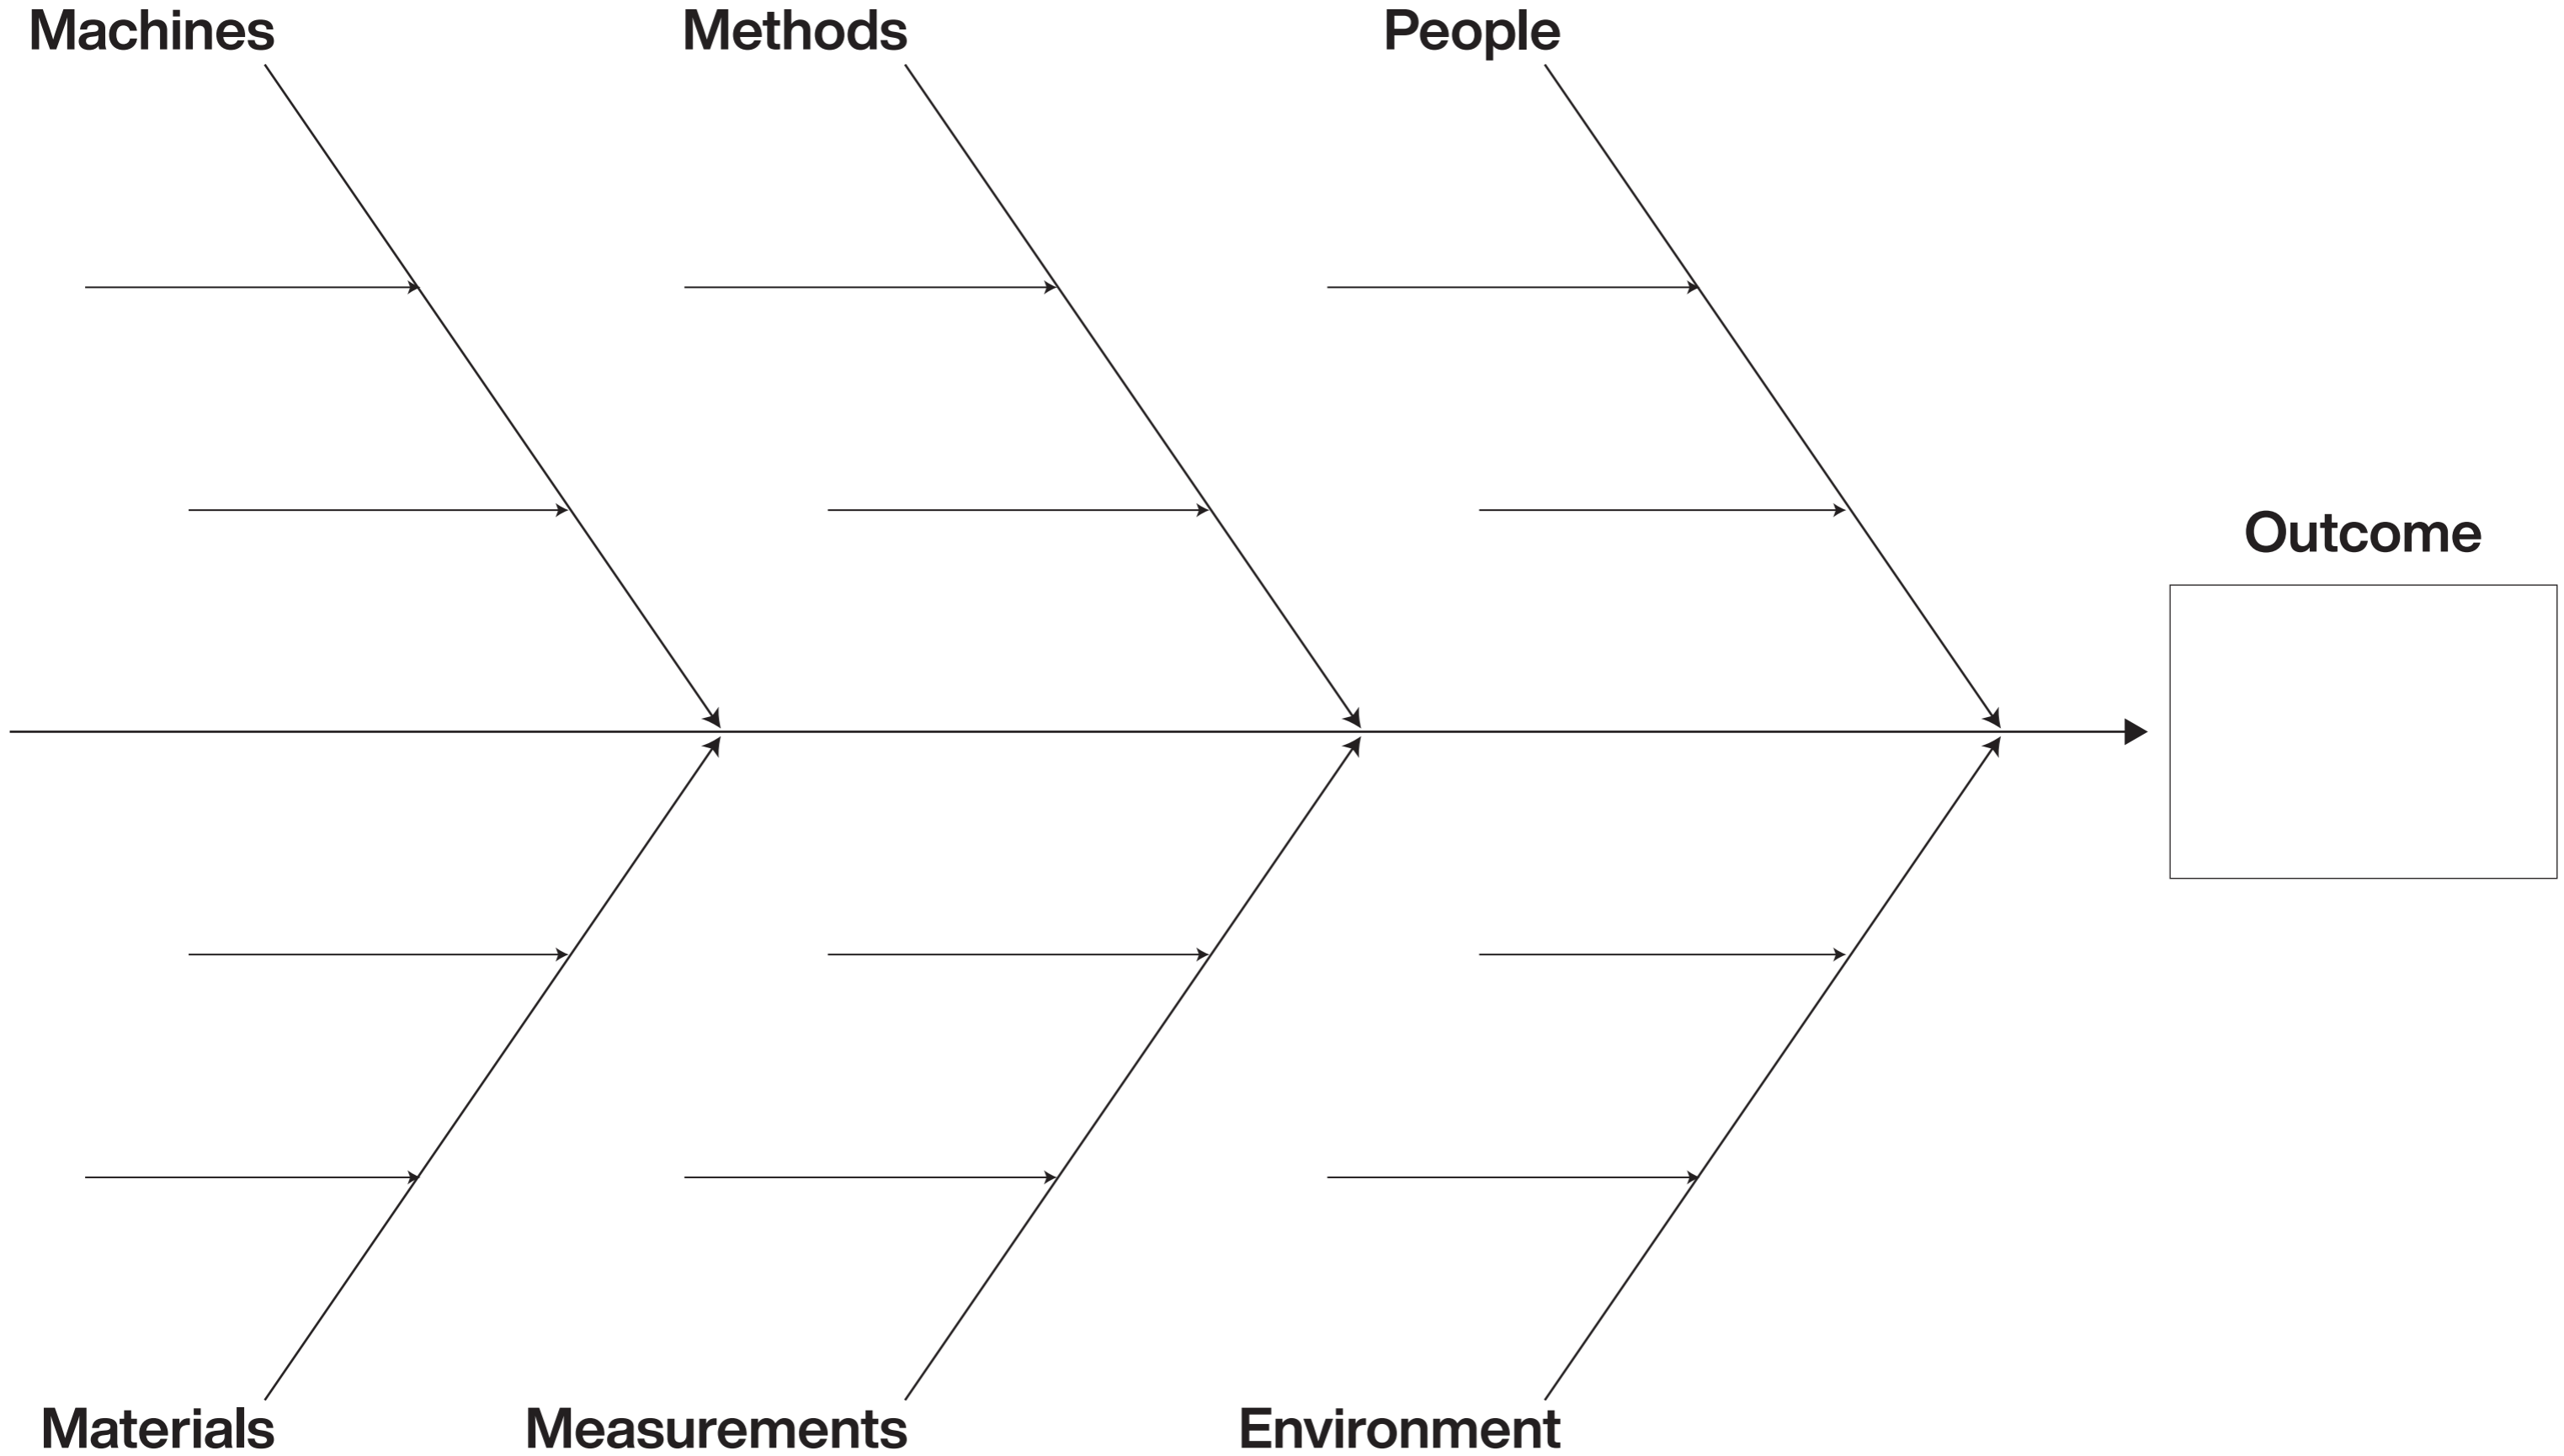 Machines
Methods
People
Outcome
Materials
Measurements
Environment